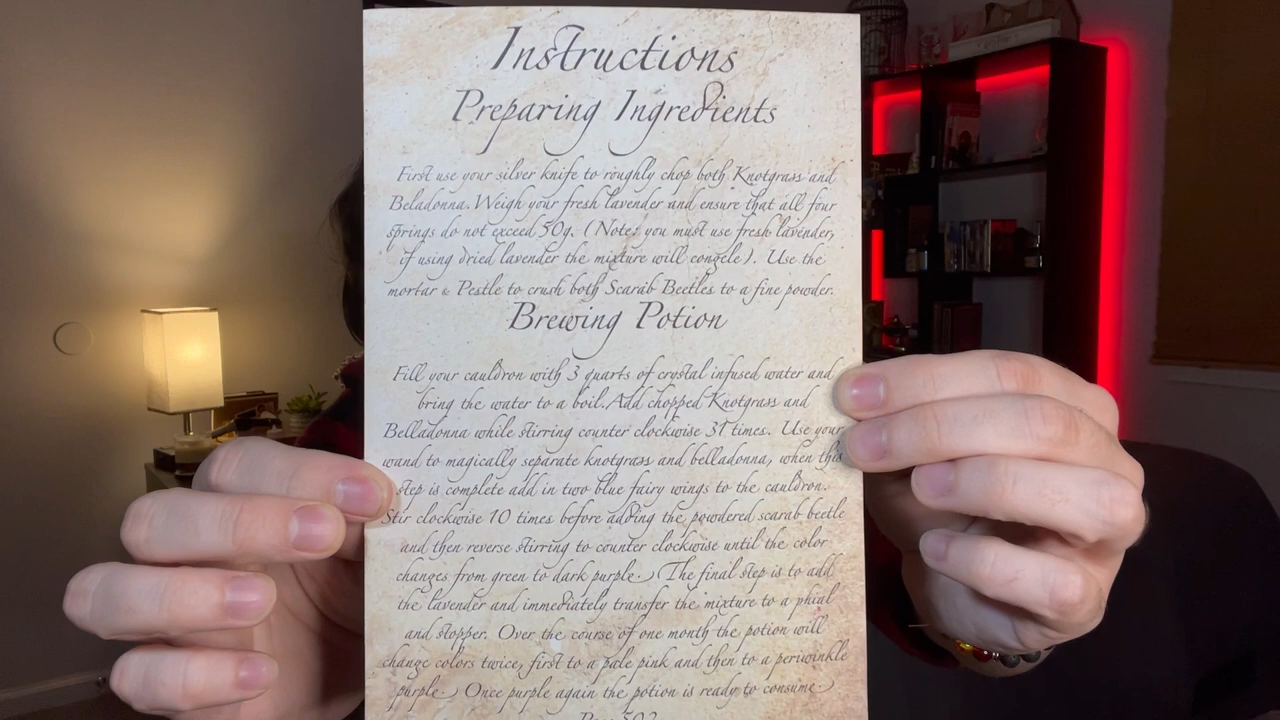 Instructions
Preparing Ingredients
First use your silver knife to roughly chop both Knotgrass and
Beladonna. Weigh your fresh lavender and ensure that all four
springs do not exceed 50g. (Note: you must use fresh lavender,
if using dried lavender the mixture will congele). Use the
mortar & Pestle to crush both Scarab Beetles to a fine powder.
Brewing Potion
Fill your cauldron with 3 quarts of crystal infused water and
bring the water to a boil. Add chopped Knotgrass and
Belladonna while stirring counter clockwise 31 times. Use your
wand to magically separate knotgrass and belladonna, when this
step is complete add in two blue fairy wings to the cauldron.
Stir clockwise 10 times before adding the powdered scarab beetle
and then reverse stirring to counter clockwise until the color
changes from green to dark purple. The final step is to add
the lavender and immediately transfer the mixture to a phial
and stopper. Over the course of one month the potion will
change colors twice, first to a pale pink and then to a periwinkle
purple. Once purple again the potion is ready to consume